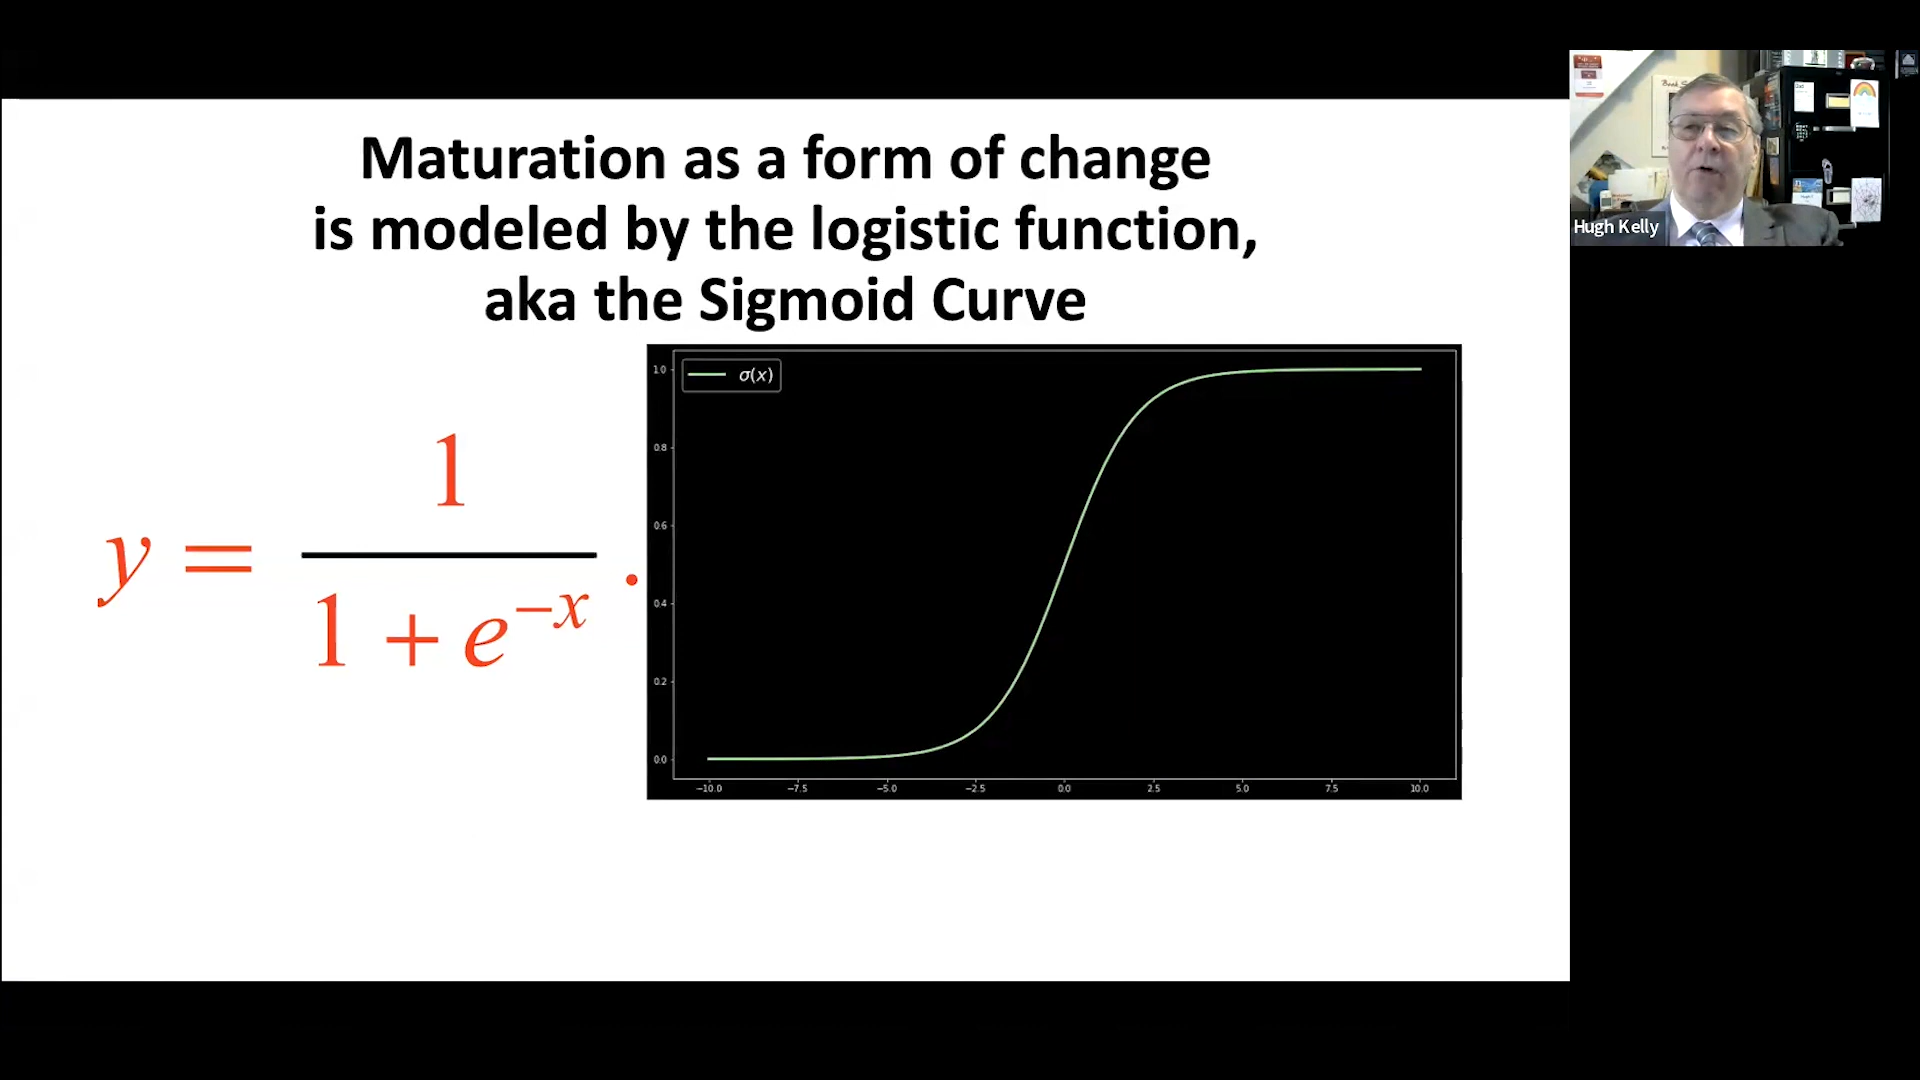 Maturation as a form of change
is modeled by the logistic function,
aka the Sigmoid Curve
y = 1 / (1 + e^{-x}) .
σ(x)
1.0
0.8
0.6
0.4
0.2
0.0
−10.0 −7.5 −5.0 −2.5 0.0 2.5 5.0 7.5 10.0
Hugh Kelly